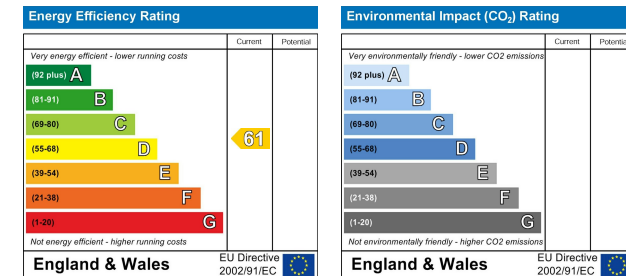 Energy Efficiency Rating
Current Potential
Very energy efficient - lower running costs
(92 plus) A
(81-91) B
(69-80) C
(55-68) D
61
(39-54) E
(21-38) F
(1-20) G
Not energy efficient - higher running costs
England & Wales
EU Directive
2002/91/EC
Environmental Impact (CO₂) Rating
Current Potential
Very environmentally friendly - lower CO2 emissions
(92 plus) A
(81-91) B
(69-80) C
(55-68) D
(39-54) E
(21-38) F
(1-20) G
Not environmentally friendly - higher CO2 emissions
England & Wales
EU Directive
2002/91/EC